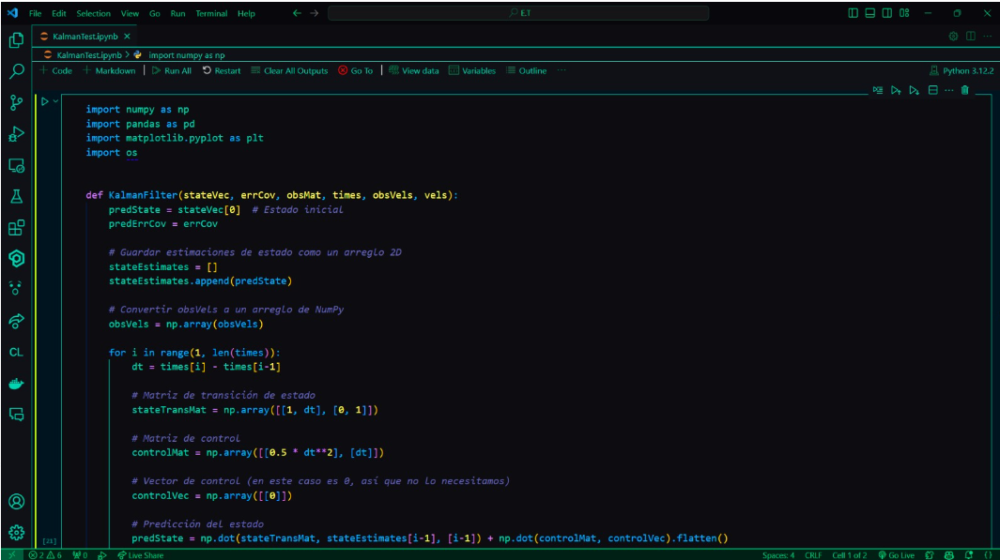 File Edit Selection View Go Run Terminal Help
E.T
KalmanTest.ipynb
KalmanTest.ipynb > import numpy as np
+ Code + Markdown Run All Restart Clear All Outputs Go To View data Variables Outline ...
Python 3.12.2
import numpy as np
import pandas as pd
import matplotlib.pyplot as plt
import os
def KalmanFilter(stateVec, errCov, obsMat, times, obsVels, vels):
predState = stateVec[0] # Estado inicial
predErrCov = errCov
# Guardar estimaciones de estado como un arreglo 2D
stateEstimates = []
stateEstimates.append(predState)
# Convertir obsVels a un arreglo de NumPy
obsVels = np.array(obsVels)
for i in range(1, len(times)):
dt = times[i] - times[i-1]
# Matriz de transición de estado
stateTransMat = np.array([[1, dt], [0, 1]])
# Matriz de control
controlMat = np.array([[0.5 * dt**2], [dt]])
# Vector de control (en este caso es 0, así que no lo necesitamos)
controlVec = np.array([[0]])
# Predicción del estado
predState = np.dot(stateTransMat, stateEstimates[i-1], [i-1]) + np.dot(controlMat, controlVec).flatten()
[21]
CL
2 6 0 Live Share
Spaces: 4 CRLF Cell 1 of 2 Go Live